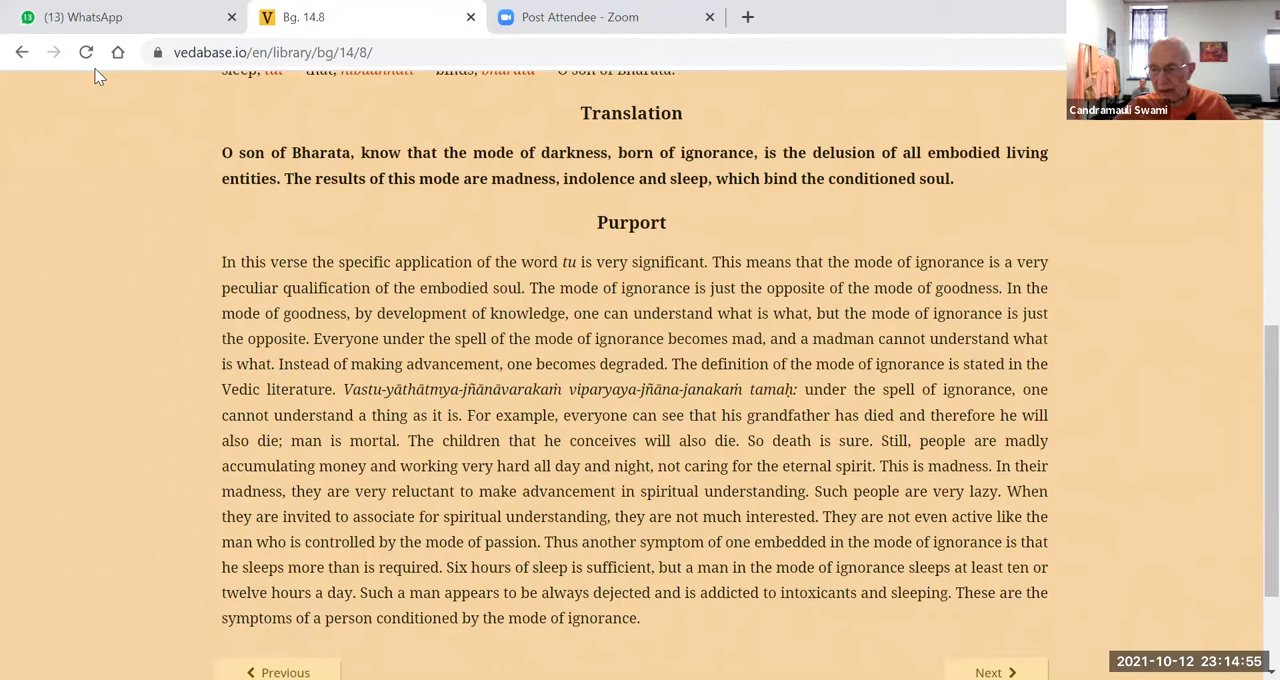 (13) WhatsApp
Bg. 14.8
Post Attendee - Zoom
vedabase.io/en/library/bg/14/8/
Candramauli Swami
sleep; tut that; nibadhnāti binds; bhārata O son of Bharata.
Translation
O son of Bharata, know that the mode of darkness, born of ignorance, is the delusion of all embodied living
entities. The results of this mode are madness, indolence and sleep, which bind the conditioned soul.
Purport
In this verse the specific application of the word tu is very significant. This means that the mode of ignorance is a very
peculiar qualification of the embodied soul. The mode of ignorance is just the opposite of the mode of goodness. In the
mode of goodness, by development of knowledge, one can understand what is what, but the mode of ignorance is just
the opposite. Everyone under the spell of the mode of ignorance becomes mad, and a madman cannot understand what
is what. Instead of making advancement, one becomes degraded. The definition of the mode of ignorance is stated in the
Vedic literature. Vastu-yāthātmya-jñānāvarakaṁ viparyaya-jñāna-janakaṁ tamaḥ: under the spell of ignorance, one
cannot understand a thing as it is. For example, everyone can see that his grandfather has died and therefore he will
also die; man is mortal. The children that he conceives will also die. So death is sure. Still, people are madly
accumulating money and working very hard all day and night, not caring for the eternal spirit. This is madness. In their
madness, they are very reluctant to make advancement in spiritual understanding. Such people are very lazy. When
they are invited to associate for spiritual understanding, they are not much interested. They are not even active like the
man who is controlled by the mode of passion. Thus another symptom of one embedded in the mode of ignorance is that
he sleeps more than is required. Six hours of sleep is sufficient, but a man in the mode of ignorance sleeps at least ten or
twelve hours a day. Such a man appears to be always dejected and is addicted to intoxicants and sleeping. These are the
symptoms of a person conditioned by the mode of ignorance.
Previous
Next
2021-10-12 23:14:55